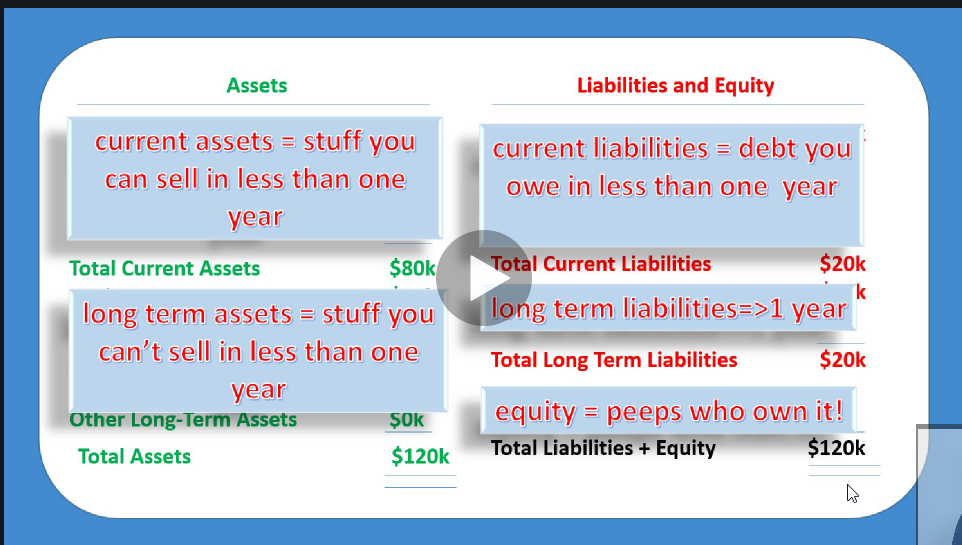 Assets
current assets = stuff you
can sell in less than one
year
Total Current Assets $80k
long term assets = stuff you
can't sell in less than one
year
Other Long-Term Assets $0k
Total Assets $120k
Liabilities and Equity
current liabilities = debt you
owe in less than one year
Total Current Liabilities $20k
k
long term liabilities=>1 year
Total Long Term Liabilities $20k
equity = peeps who own it!
Total Liabilities + Equity $120k